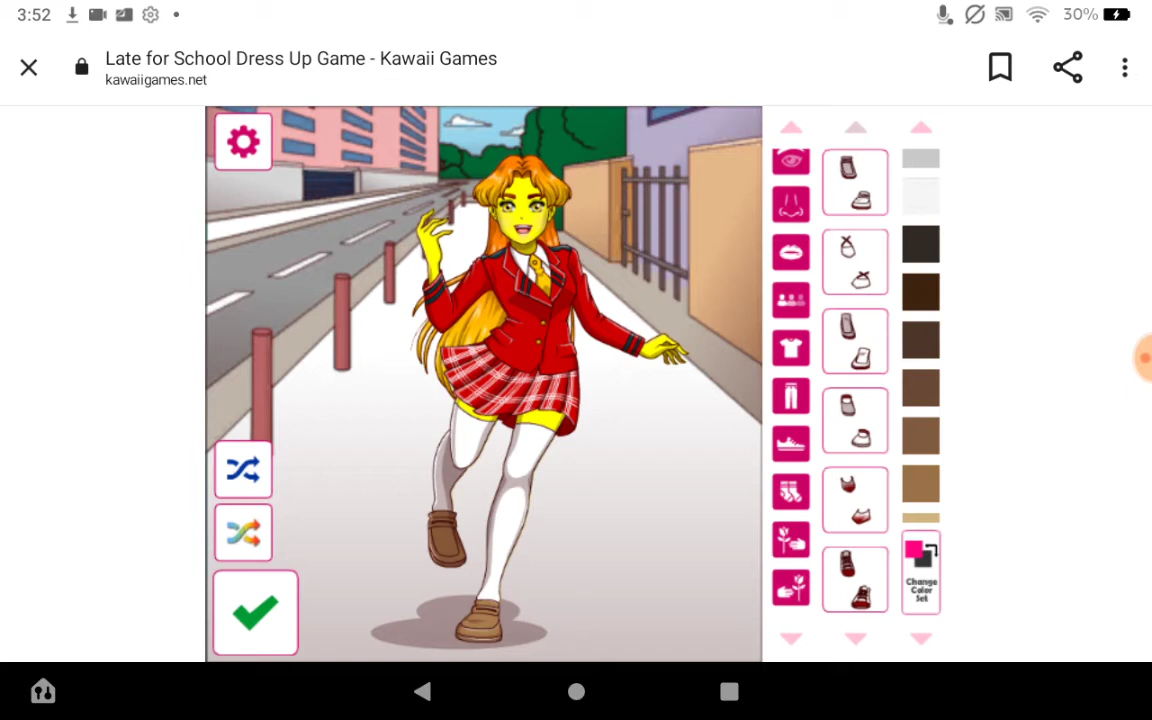 3:52
30%
Late for School Dress Up Game - Kawaii Games
kawaiigames.net
Change
Color
Set